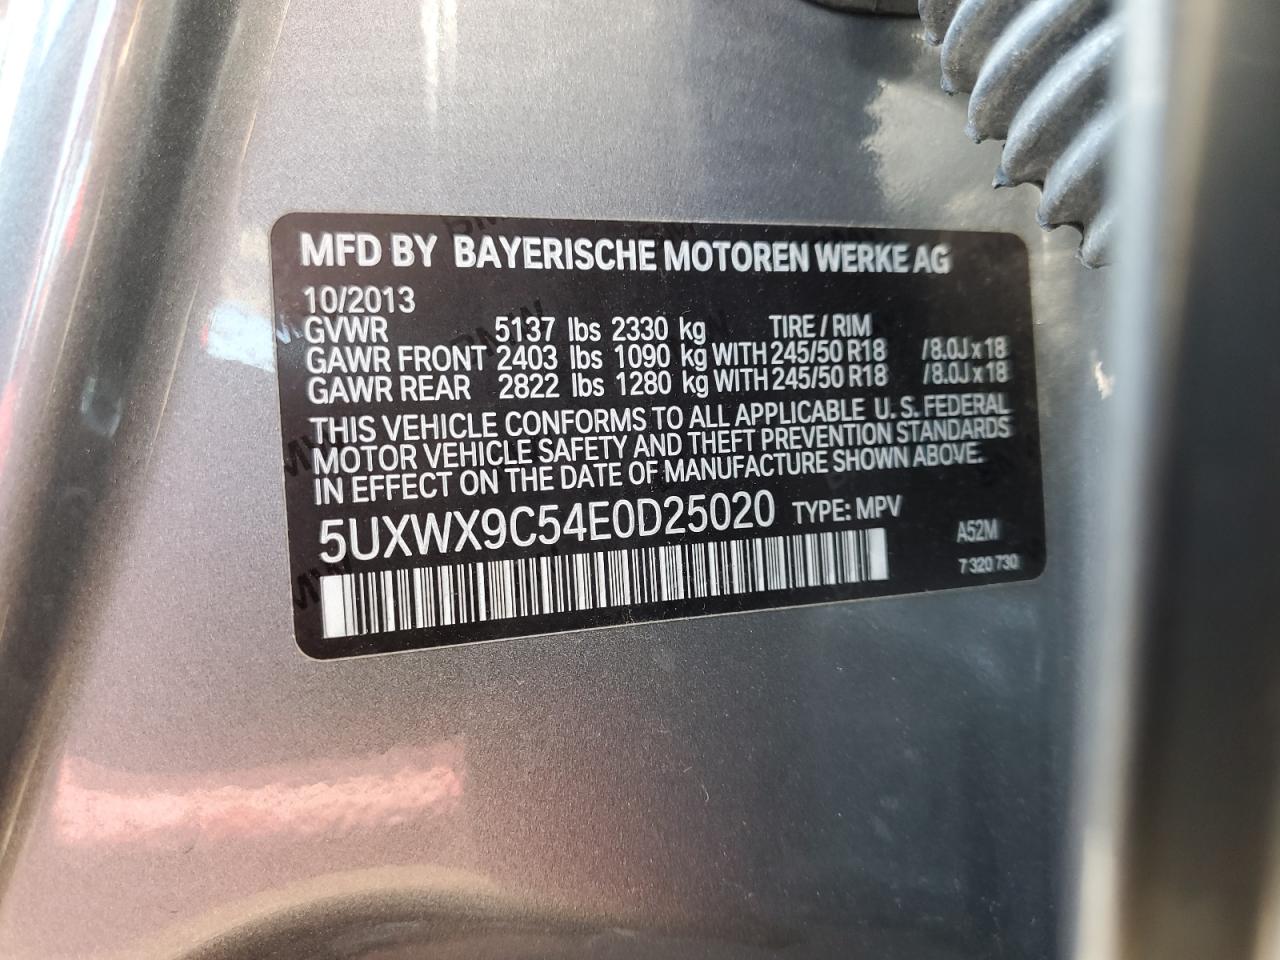 MFD BY BAYERISCHE MOTOREN WERKE AG
10/2013
GVWR 5137 lbs 2330 kg TIRE / RIM
GAWR FRONT 2403 lbs 1090 kg WITH 245/50 R18 /8.0J x 18
GAWR REAR 2822 lbs 1280 kg WITH 245/50 R18 /8.0J x 18
THIS VEHICLE CONFORMS TO ALL APPLICABLE U.S. FEDERAL
MOTOR VEHICLE SAFETY AND THEFT PREVENTION STANDARDS
IN EFFECT ON THE DATE OF MANUFACTURE SHOWN ABOVE.
5UXWX9C54E0D25020 TYPE: MPV
A52M
7 320 730